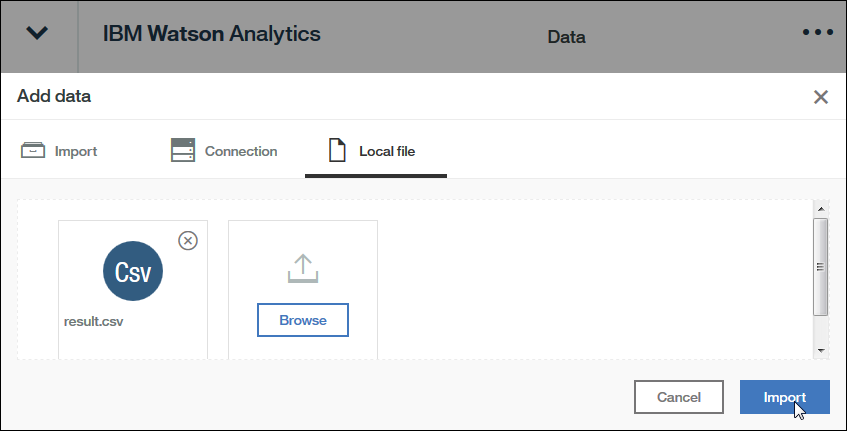 IBM Watson Analytics
Data
Add data
Import
Connection
Local file
Csv
result.csv
Browse
Cancel
Import